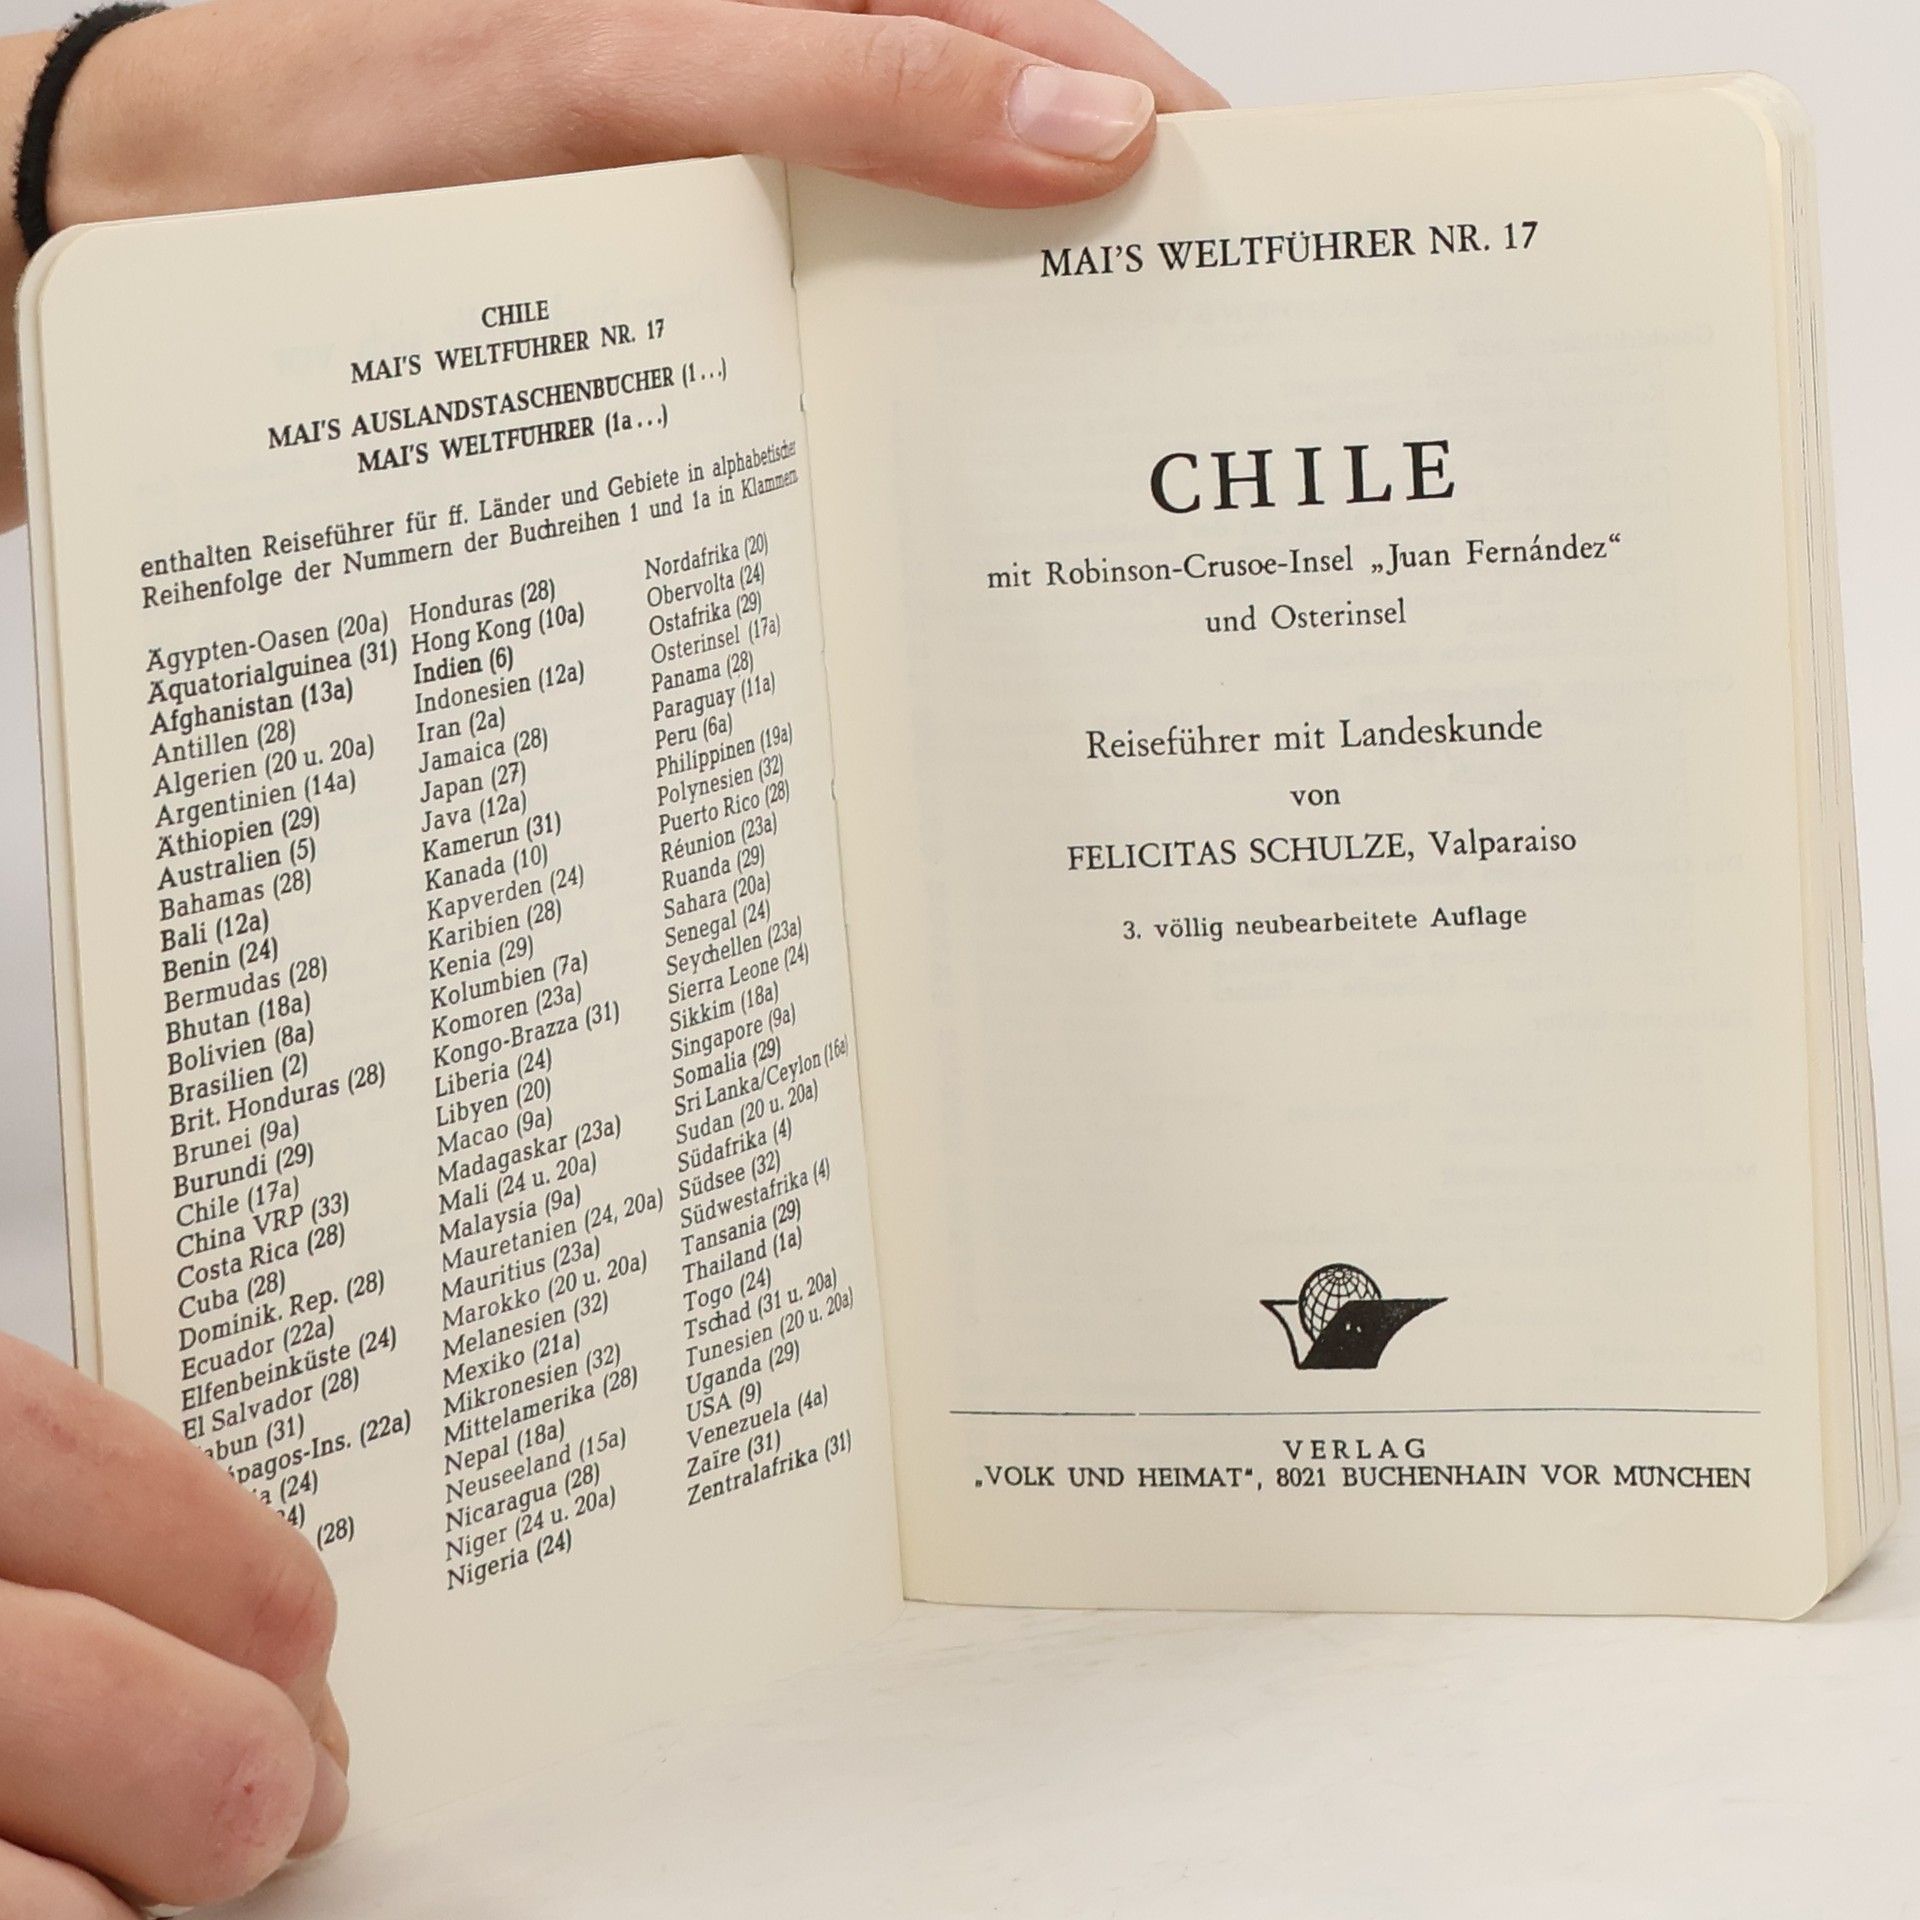 CHILE
MAI'S WELTFÜHRER NR. 17
MAI'S AUSLANDSTASCHENBÜCHER (1...)
MAI'S WELTFÜHRER (1a...)
enthalten Reiseführer für ff. Länder und Gebiete in alphabetischer
Reihenfolge der Nummern der Buchreihen 1 und 1a in Klammern
Ägypten-Oasen (20a)
Äquatorialguinea (31)
Afghanistan (13a)
Antillen (28)
Algerien (20 u. 20a)
Argentinien (14a)
Äthiopien (29)
Australien (5)
Bahamas (28)
Bali (12a)
Benin (24)
Bermudas (28)
Bhutan (18a)
Bolivien (8a)
Brasilien (2)
Brit. Honduras (28)
Brunei (9a)
Burundi (29)
Chile (17a)
China VRP (33)
Costa Rica (28)
Cuba (28)
Dominik. Rep. (28)
Ecuador (22a)
Elfenbeinküste (24)
El Salvador (28)
(31)
(22a)
(24)
(28)
Honduras (28)
Hong Kong (10a)
Indien (6)
Indonesien (12a)
Iran (2a)
Jamaica (28)
Japan (27)
Java (12a)
Kamerun (31)
Kanada (10)
Kapverden (24)
Karibien (28)
Kenia (29)
Kolumbien (7a)
Komoren (23a)
Kongo-Brazza (31)
Liberia (24)
Libyen (20)
Macao (9a)
Madagaskar (23a)
Mali (24 u. 20a)
Malaysia (9a)
Mauretanien (24, 20a)
Mauritius (23a)
Marokko (20 u. 20a)
Melanesien (32)
Mexiko (21a)
Mikronesien (32)
Mittelamerika (28)
Nepal (18a)
Neuseeland (15a)
Nicaragua (28)
Niger (24 u. 20a)
Nigeria (24)
Nordafrika (20)
Obervolta (24)
Ostafrika (29)
Osterinsel (17a)
Panama (28)
Paraguay (11a)
Peru (6a)
Philippinen (19a)
Polynesien (32)
Puerto Rico (28)
Réunion (23a)
Ruanda (29)
Sahara (20a)
Senegal (24)
Seychellen (23a)
Sierra Leone (24)
Sikkim (18a)
Singapore (9a)
Somalia (29)
Sri Lanka/Ceylon (16a)
Sudan (20 u. 20a)
Südafrika (4)
Südsee (32)
Südwestafrika (4)
Tansania (29)
Thailand (1a)
Togo (24)
Tschad (31 u. 20a)
Tunesien (20 u. 20a)
Uganda (29)
USA (9)
Venezuela (4a)
Zaïre (31)
Zentralafrika (31)
MAI'S WELTFÜHRER NR. 17
CHILE
mit Robinson-Crusoe-Insel „Juan Fernández“
und Osterinsel
Reiseführer mit Landeskunde
von
FELICITAS SCHULZE, Valparaiso
3. völlig neubearbeitete Auflage
VERLAG
„VOLK UND HEIMAT“, 8021 BUCHENHAIN VOR MÜNCHEN